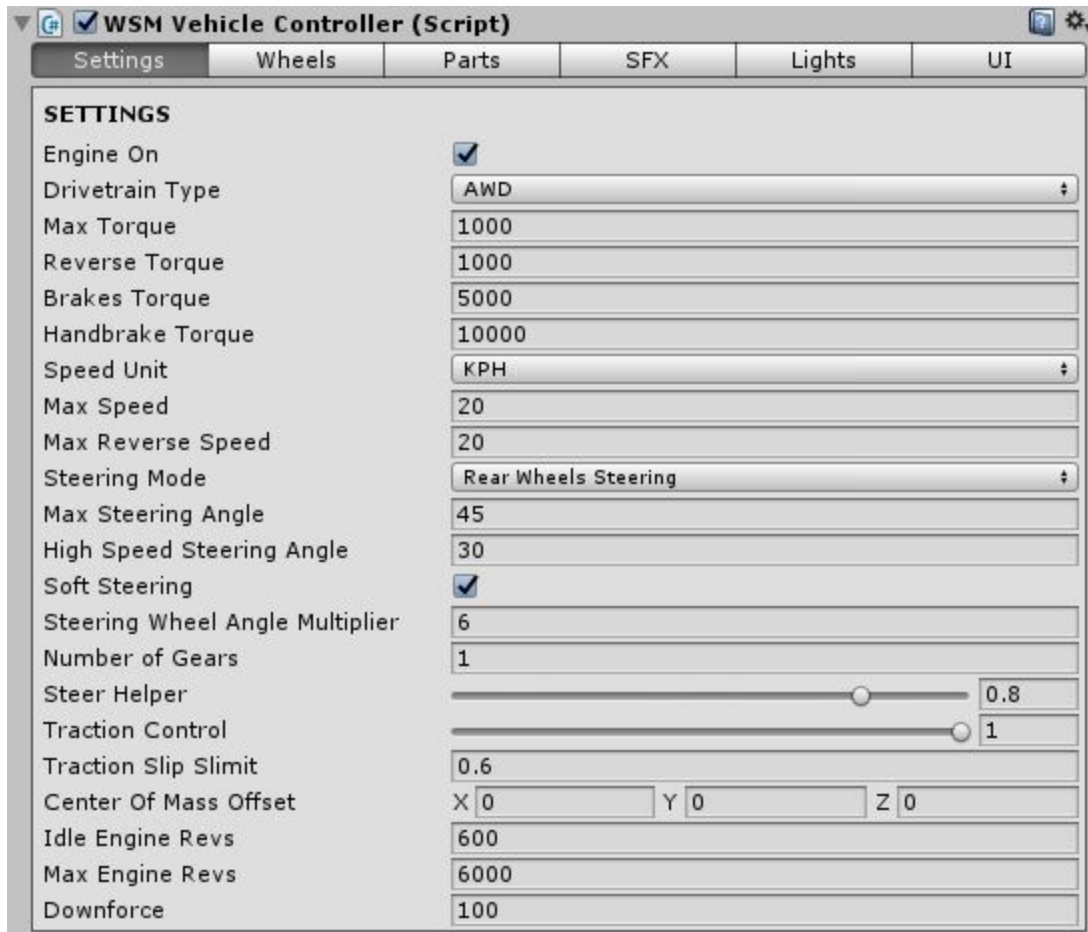 WSM Vehicle Controller (Script)
Settings Wheels Parts SFX Lights UI
SETTINGS
Engine On
Drivetrain Type AWD
Max Torque 1000
Reverse Torque 1000
Brakes Torque 5000
Handbrake Torque 10000
Speed Unit KPH
Max Speed 20
Max Reverse Speed 20
Steering Mode Rear Wheels Steering
Max Steering Angle 45
High Speed Steering Angle 30
Soft Steering
Steering Wheel Angle Multiplier 6
Number of Gears 1
Steer Helper 0.8
Traction Control 1
Traction Slip Slimit 0.6
Center Of Mass Offset X 0 Y 0 Z 0
Idle Engine Revs 600
Max Engine Revs 6000
Downforce 100